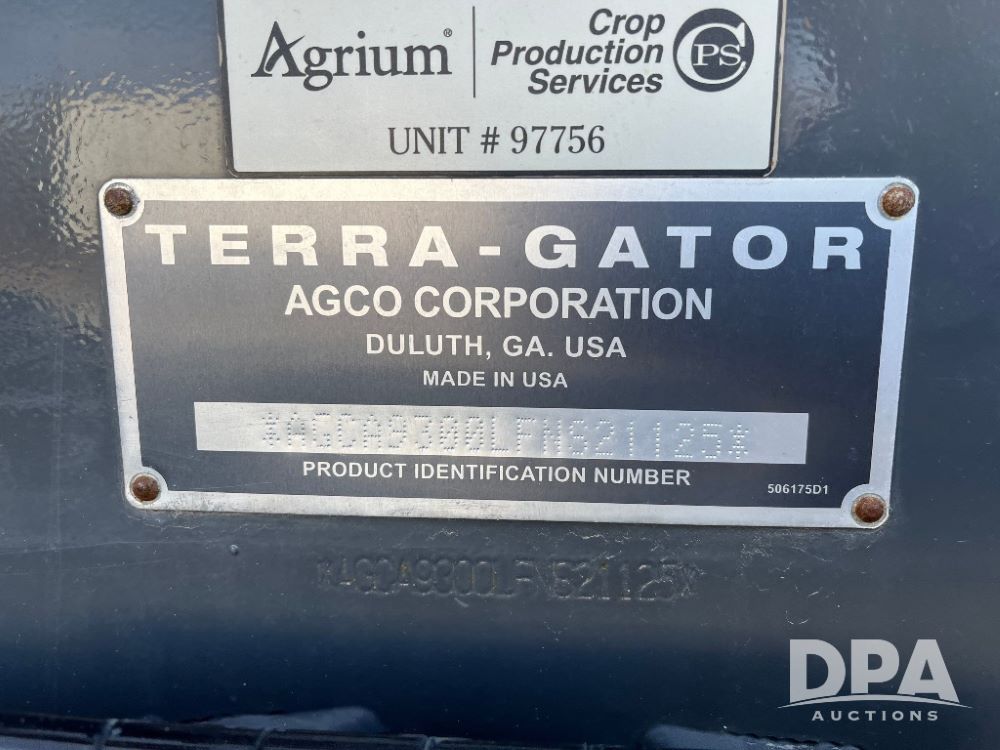 Agrium®
Crop
Production
Services
CPS
UNIT # 97756
TERRA-GATOR
AGCO CORPORATION
DULUTH, GA. USA
MADE IN USA
*AGCA9300LFNS21125*
PRODUCT IDENTIFICATION NUMBER
506175D1
*AGCA9300LFNS21125*
DPA
AUCTIONS